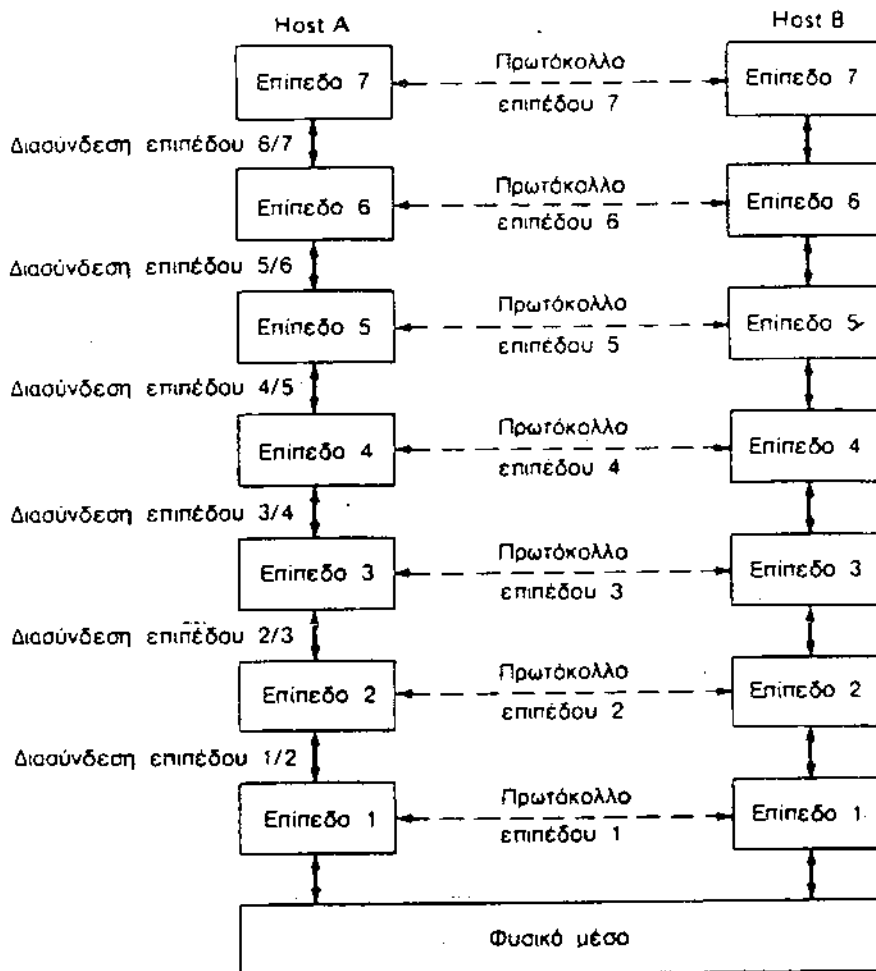 Host A
Host B
Επίπεδο 7
Πρωτόκολλο
επιπέδου 7
Επίπεδο 7
Διασύνδεση επιπέδου 6/7
Επίπεδο 6
Πρωτόκολλο
επιπέδου 6
Επίπεδο 6
Διασύνδεση επιπέδου 5/6
Επίπεδο 5
Πρωτόκολλο
επιπέδου 5
Επίπεδο 5
Διασύνδεση επιπέδου 4/5
Επίπεδο 4
Πρωτόκολλο
επιπέδου 4
Επίπεδο 4
Διασύνδεση επιπέδου 3/4
Επίπεδο 3
Πρωτόκολλο
επιπέδου 3
Επίπεδο 3
Διασύνδεση επιπέδου 2/3
Επίπεδο 2
Πρωτόκολλο
επιπέδου 2
Επίπεδο 2
Διασύνδεση επιπέδου 1/2
Επίπεδο 1
Πρωτόκολλο
επιπέδου 1
Επίπεδο 1
Φυσικό μέσο